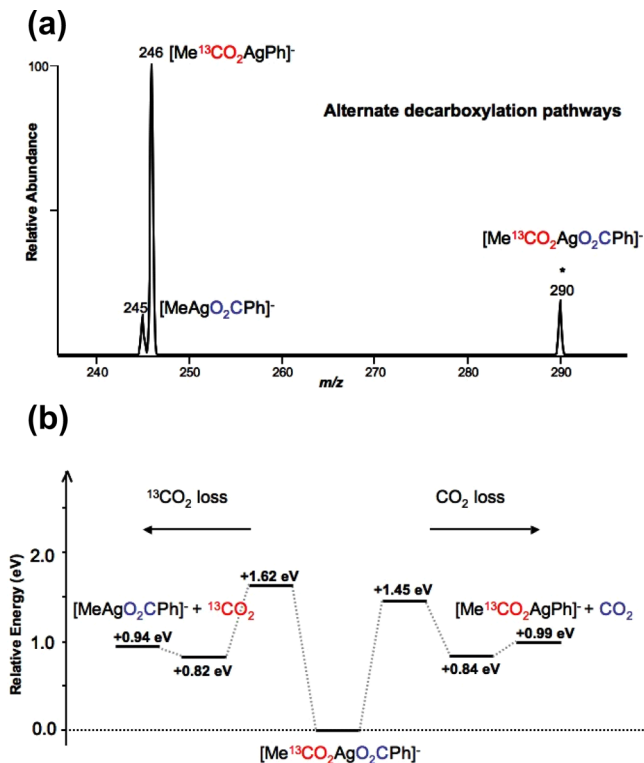 (a)
246 [Me¹³CO₂AgPh]⁻
100
Alternate decarboxylation pathways
Relative Abundance
[Me¹³CO₂AgO₂CPh]⁻
*
290
245 [MeAgO₂CPh]⁻
240 250 260 270 280 290
m/z
(b)
¹³CO₂ loss CO₂ loss
Relative Energy (eV)
2.0
+1.62 eV +1.45 eV
[MeAgO₂CPh]⁻ + ¹³CO₂ [Me¹³CO₂AgPh]⁻ + CO₂
+0.94 eV +0.99 eV
1.0
+0.82 eV +0.84 eV
0.0
[Me¹³CO₂AgO₂CPh]⁻